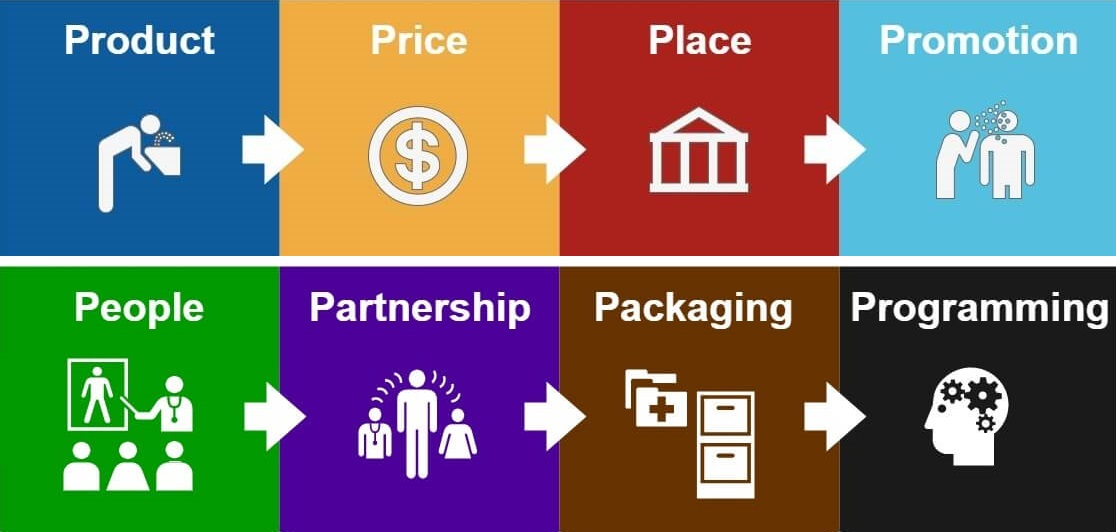 Product
Price
Place
Promotion
People
Partnership
Packaging
Programming